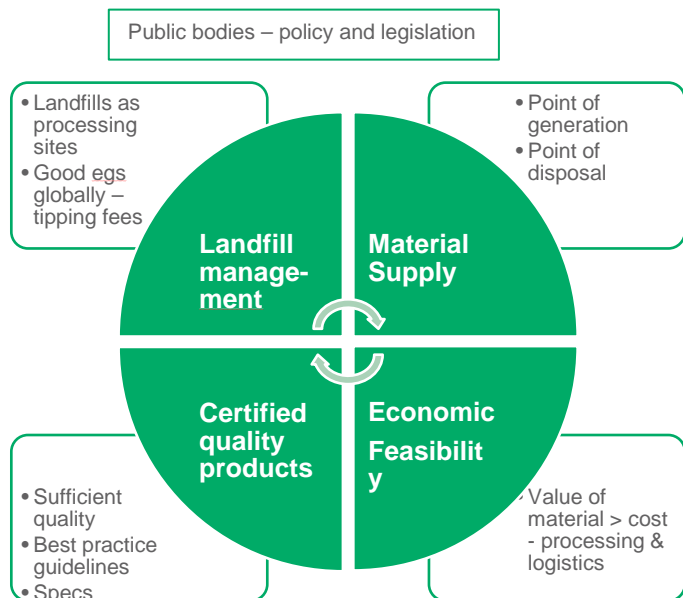 Public bodies – policy and legislation
• Landfills as
processing
sites
• Good egs
globally –
tipping fees
• Point of
generation
• Point of
disposal
Landfill
manage-
ment
Material
Supply
Certified
quality
products
Economic
Feasibilit
y
• Sufficient
quality
• Best practice
guidelines
• Specs
• Value of
material > cost
- processing &
logistics